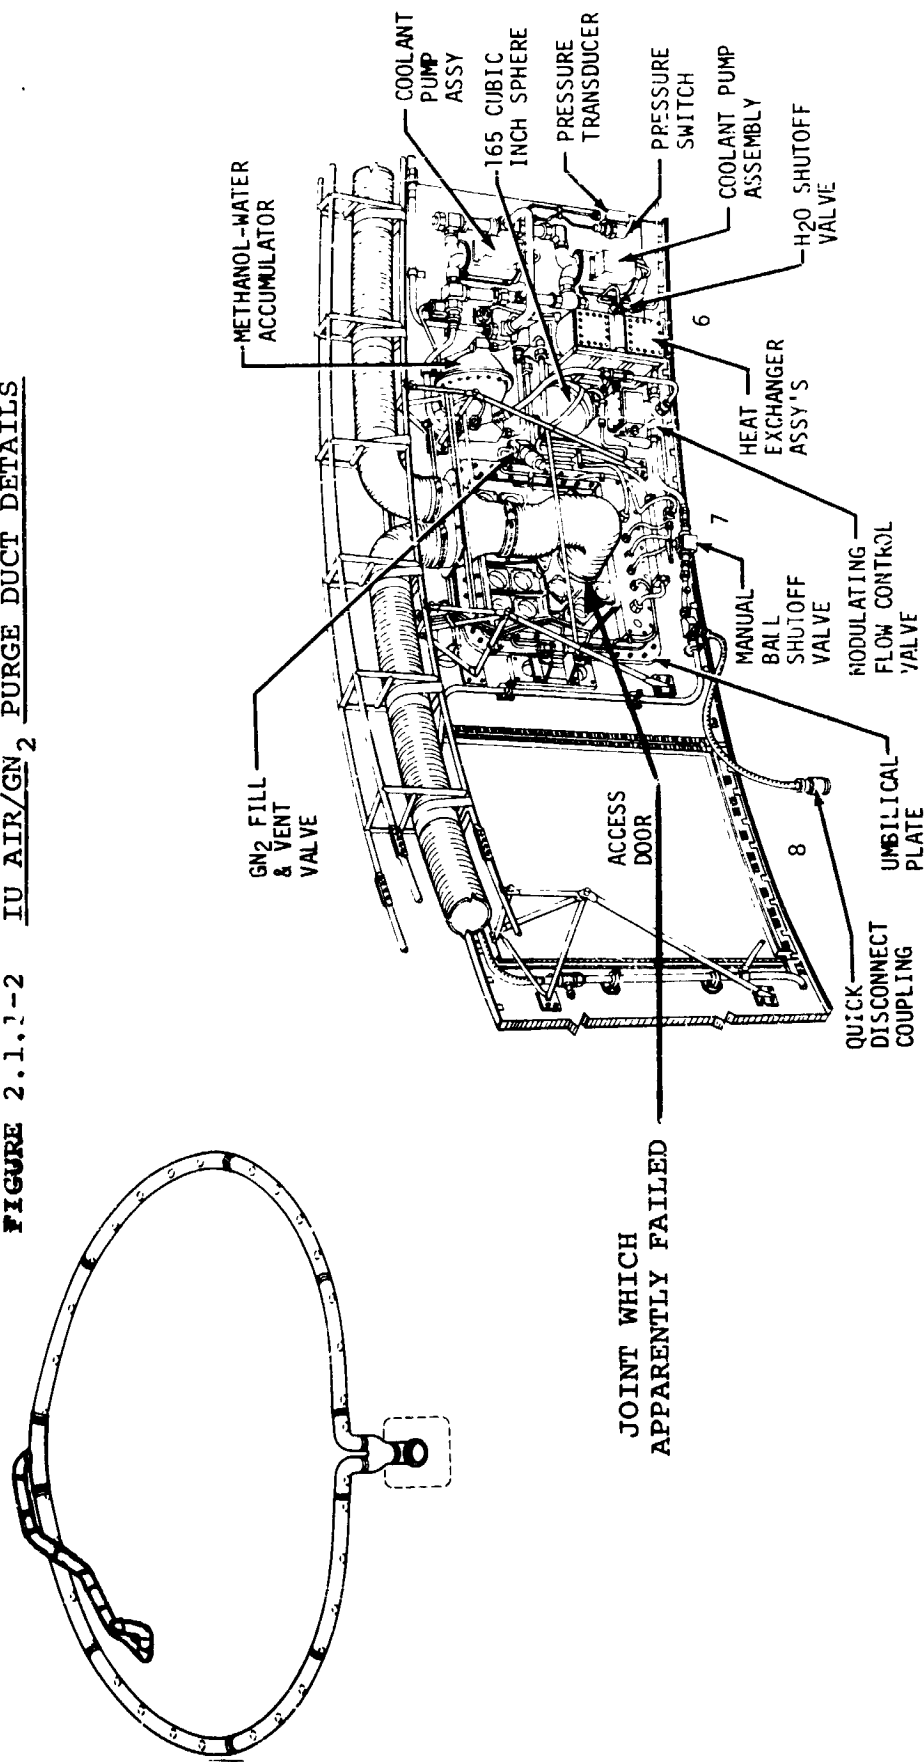 FIGURE 2.1.1-2 IU AIR/GN2 PURGE DUCT DETAILS
METHANOL-WATER
ACCUMULATOR
COOLANT
PUMP
ASSY
165 CUBIC
INCH SPHERE
PRESSURE
TRANSDUCER
PRESSURE
SWITCH
COOLANT PUMP
ASSEMBLY
H2O SHUTOFF
VALVE
6
HEAT
EXCHANGER
ASSY'S
GN2 FILL
& VENT
VALVE
7
MANUAL
BALL
SHUTOFF
VALVE
MODULATING
FLOW CONTROL
VALVE
ACCESS
DOOR
8
UMBILICAL
PLATE
QUICK
DISCONNECT
COUPLING
JOINT WHICH
APPARENTLY FAILED